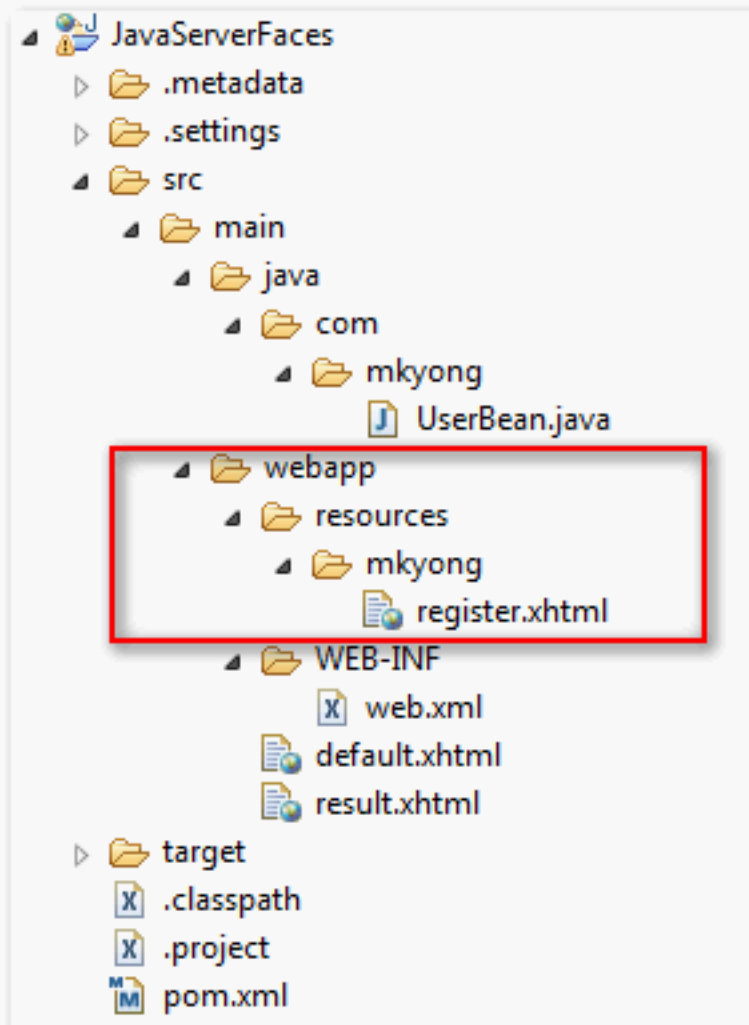 JavaServerFaces
.metadata
.settings
src
main
java
com
mkyong
J UserBean.java
webapp
resources
mkyong
register.xhtml
WEB-INF
X web.xml
default.xhtml
result.xhtml
target
X .classpath
X .project
M M pom.xml